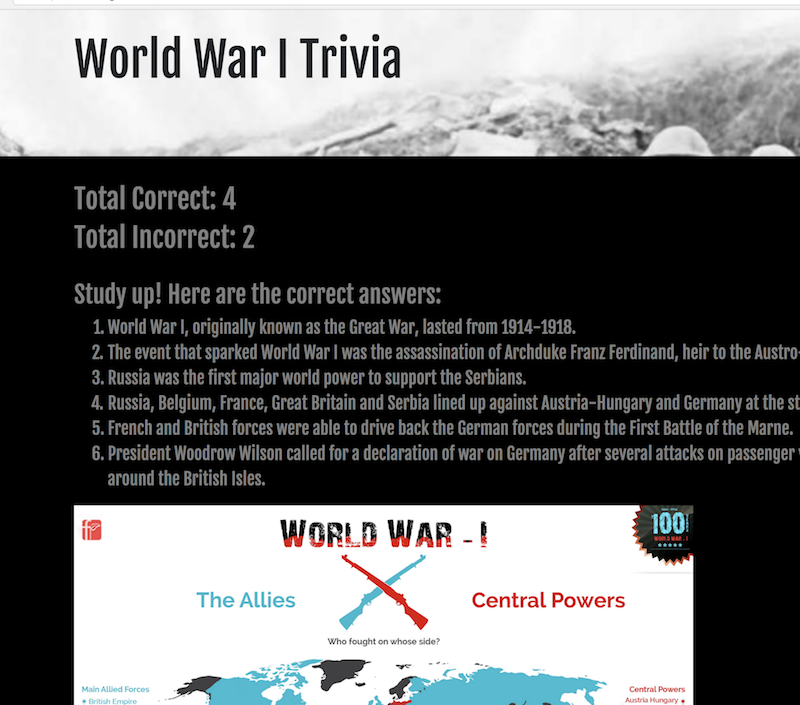 World War I Trivia
Total Correct: 4
Total Incorrect: 2
Study up! Here are the correct answers:
1. World War I, originally known as the Great War, lasted from 1914-1918.
2. The event that sparked World War I was the assassination of Archduke Franz Ferdinand, heir to the Austro-
3. Russia was the first major world power to support the Serbians.
4. Russia, Belgium, France, Great Britain and Serbia lined up against Austria-Hungary and Germany at the st
5. French and British forces were able to drive back the German forces during the First Battle of the Marne.
6. President Woodrow Wilson called for a declaration of war on Germany after several attacks on passenger
around the British Isles.
WORLD WAR - I
100
WORLD WAR - I
The Allies
Central Powers
Who fought on whose side?
Main Allied Forces
British Empire
Central Powers
Austria Hungary